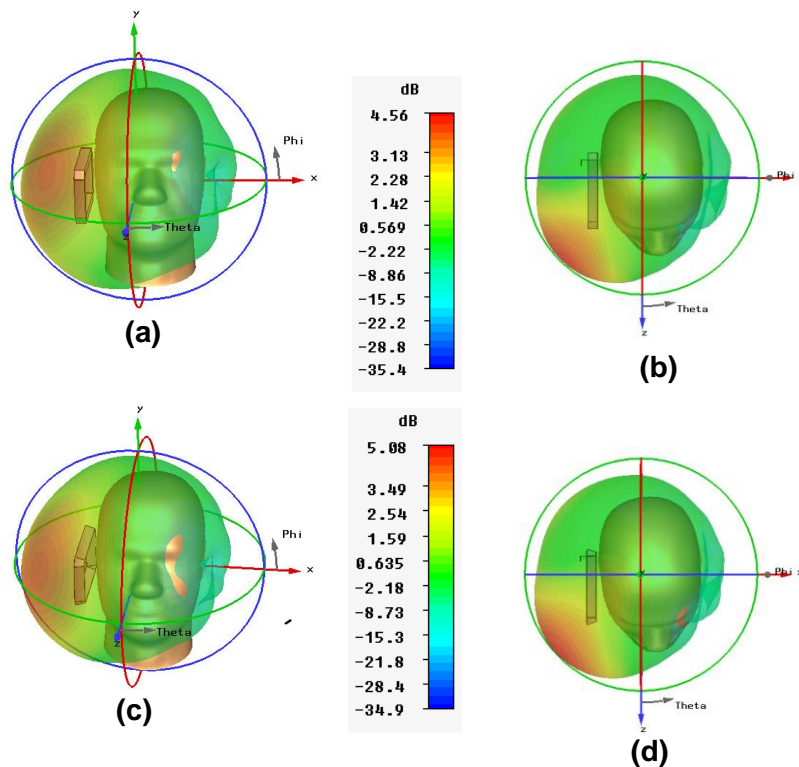 y
Phi
x
z
Theta
(a)
dB
4.56
3.13
2.28
1.42
0.569
-2.22
-8.86
-15.5
-22.2
-28.8
-35.4
Phi
Theta
z
(b)
y
Phi
x
z
Theta
(c)
dB
5.08
3.49
2.54
1.59
0.635
-2.18
-8.73
-15.3
-21.8
-28.4
-34.9
Phi x
Theta
z
(d)